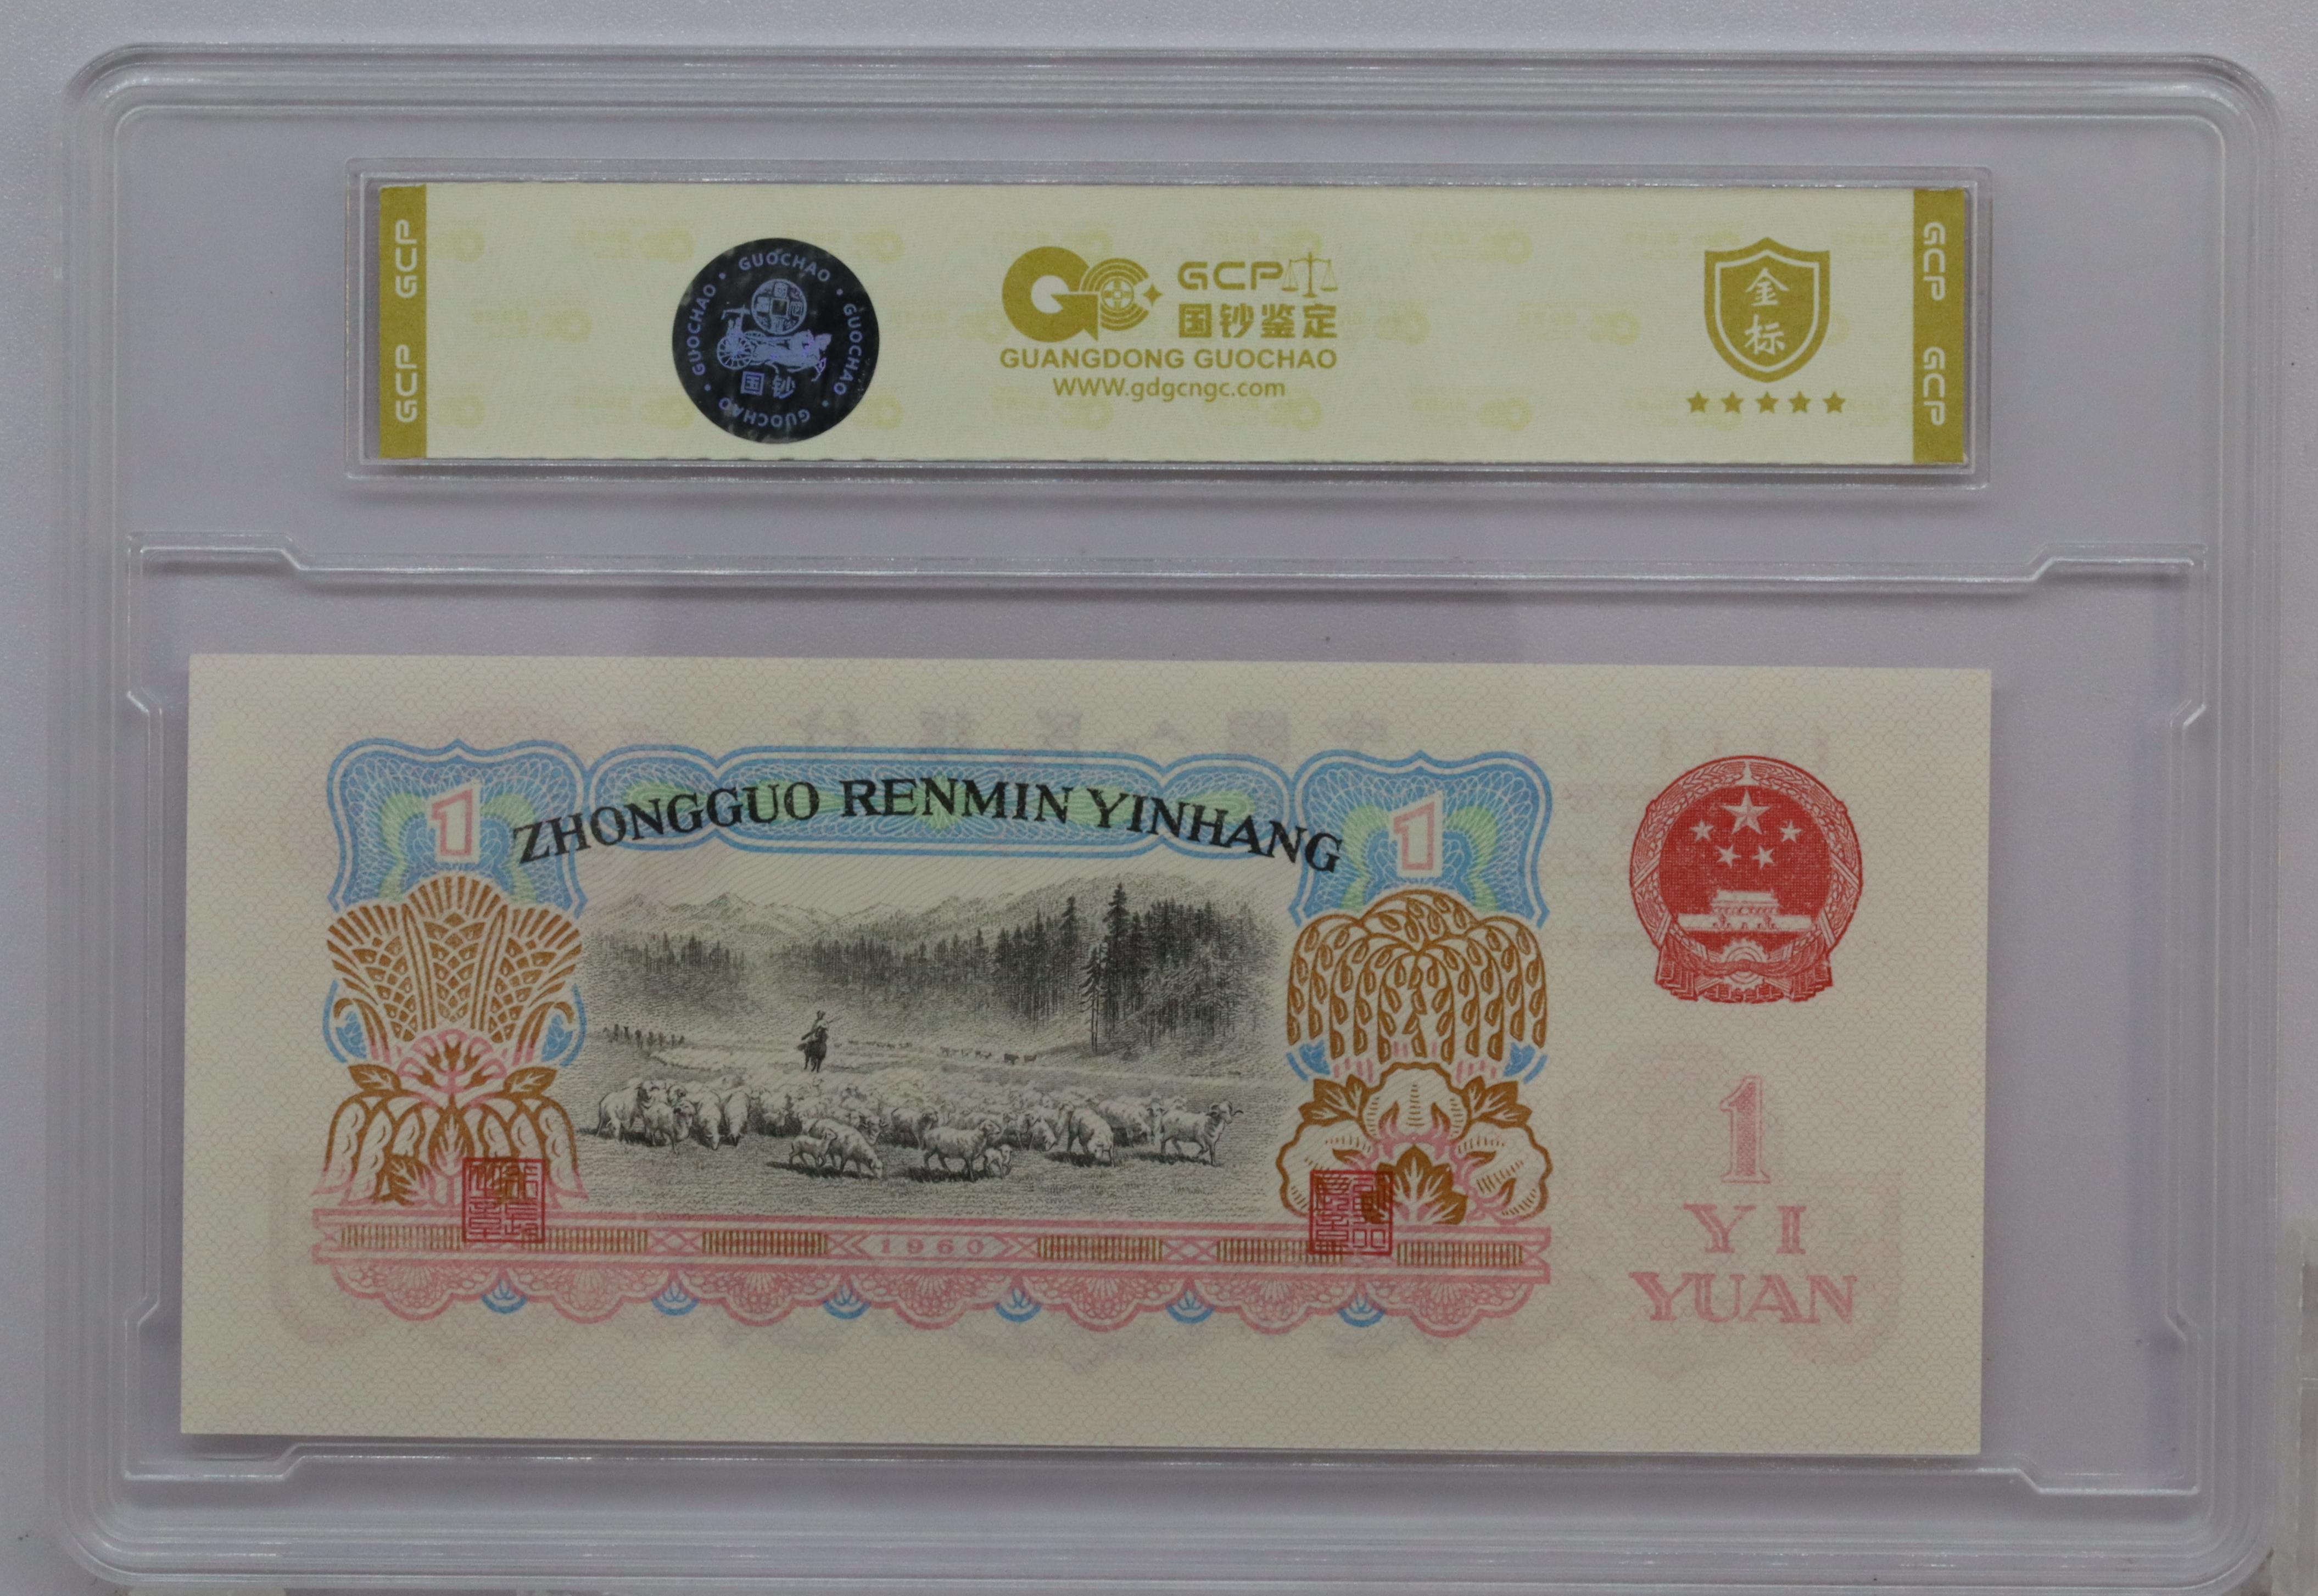 GCP GCP
GUOCHAO • GUOCHAO • GUOCHAO • GUOCHAO
国钞
GCP
国钞鉴定
GUANGDONG GUOCHAO
WWW.gdgcngc.com
金
标
GCP GCP
1
ZHONGGUO RENMIN YINHANG
1
1960
1
YI
YUAN